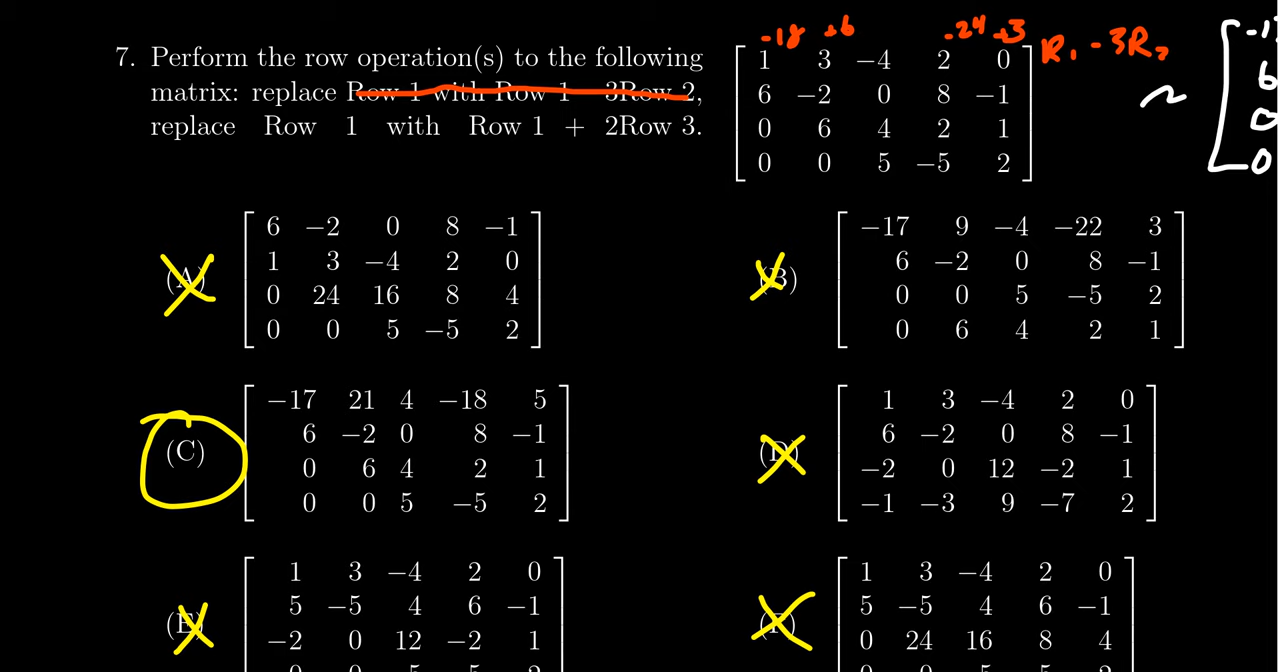 -18 +6 -24 +3
7. Perform the row operation(s) to the following
matrix: replace Row 1 with Row 1 − 3Row 2,
replace Row 1 with Row 1 + 2Row 3.
1 3 −4 2 0
6 −2 0 8 −1
0 6 4 2 1
0 0 5 −5 2
R₁ -3R₂
~
6
0
0
(A)
6 −2 0 8 −1
1 3 −4 2 0
0 24 16 8 4
0 0 5 −5 2
(B)
−17 9 −4 −22 3
6 −2 0 8 −1
0 0 5 −5 2
0 6 4 2 1
(C)
−17 21 4 −18 5
6 −2 0 8 −1
0 6 4 2 1
0 0 5 −5 2
(D)
1 3 −4 2 0
6 −2 0 8 −1
−2 0 12 −2 1
−1 −3 9 −7 2
(E)
1 3 −4 2 0
5 −5 4 6 −1
−2 0 12 −2 1
(F)
1 3 −4 2 0
5 −5 4 6 −1
0 24 16 8 4